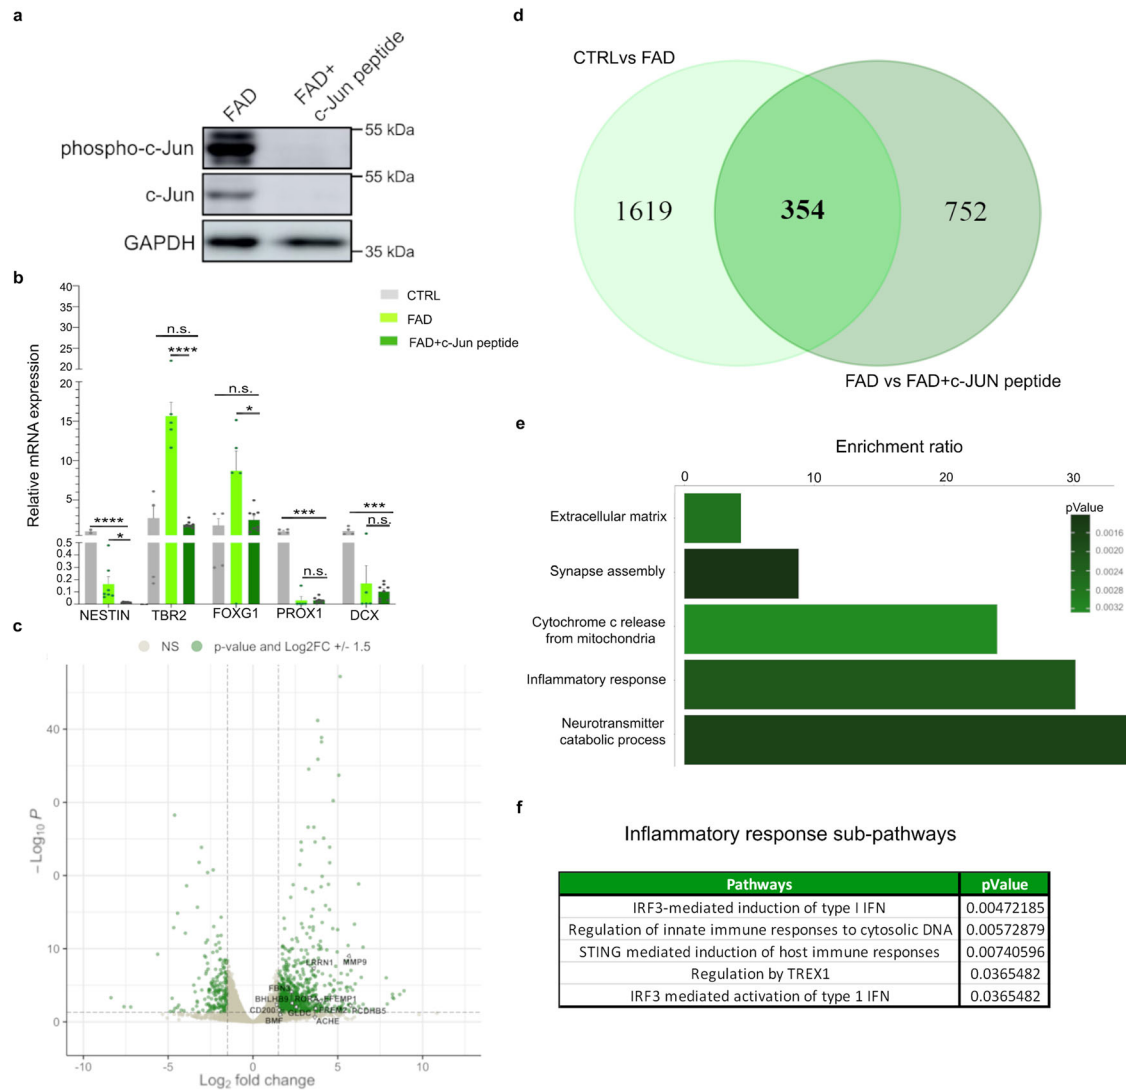 a
FAD
FAD+
c-Jun peptide
phospho-c-Jun
55 kDa
c-Jun
55 kDa
GAPDH
35 kDa
b
Relative mRNA expression
40
35
30
25
20
15
10
5
0.5
0.4
0.3
0.2
0.1
0
CTRL
FAD
FAD+c-Jun peptide
****
*
n.s.
****
n.s.
*
***
n.s.
***
n.s.
NESTIN
TBR2
FOXG1
PROX1
DCX
c
NS
p-value and Log2FC +/- 1.5
– Log10 P
40
0
0
10
0
LRRN1
MMP9
FBN3
BHLHB9
EFEMP1
CD200
PCDHB5
BMF
ACHE
-10
-5
0
5
10
Log2 fold change
d
CTRLvs FAD
1619
354
752
FAD vs FAD+c-JUN peptide
e
Enrichment ratio
0
10
20
30
Extracellular matrix
Synapse assembly
Cytochrome c release
from mitochondria
Inflammatory response
Neurotransmitter
catabolic process
pValue
0.0016
0.0020
0.0024
0.0028
0.0032
f
Inflammatory response sub-pathways
Pathways pValue
IRF3-mediated induction of type I IFN 0.00472185
Regulation of innate immune responses to cytosolic DNA 0.00572879
STING mediated induction of host immune responses 0.00740596
Regulation by TREX1 0.0365482
IRF3 mediated activation of type 1 IFN 0.0365482